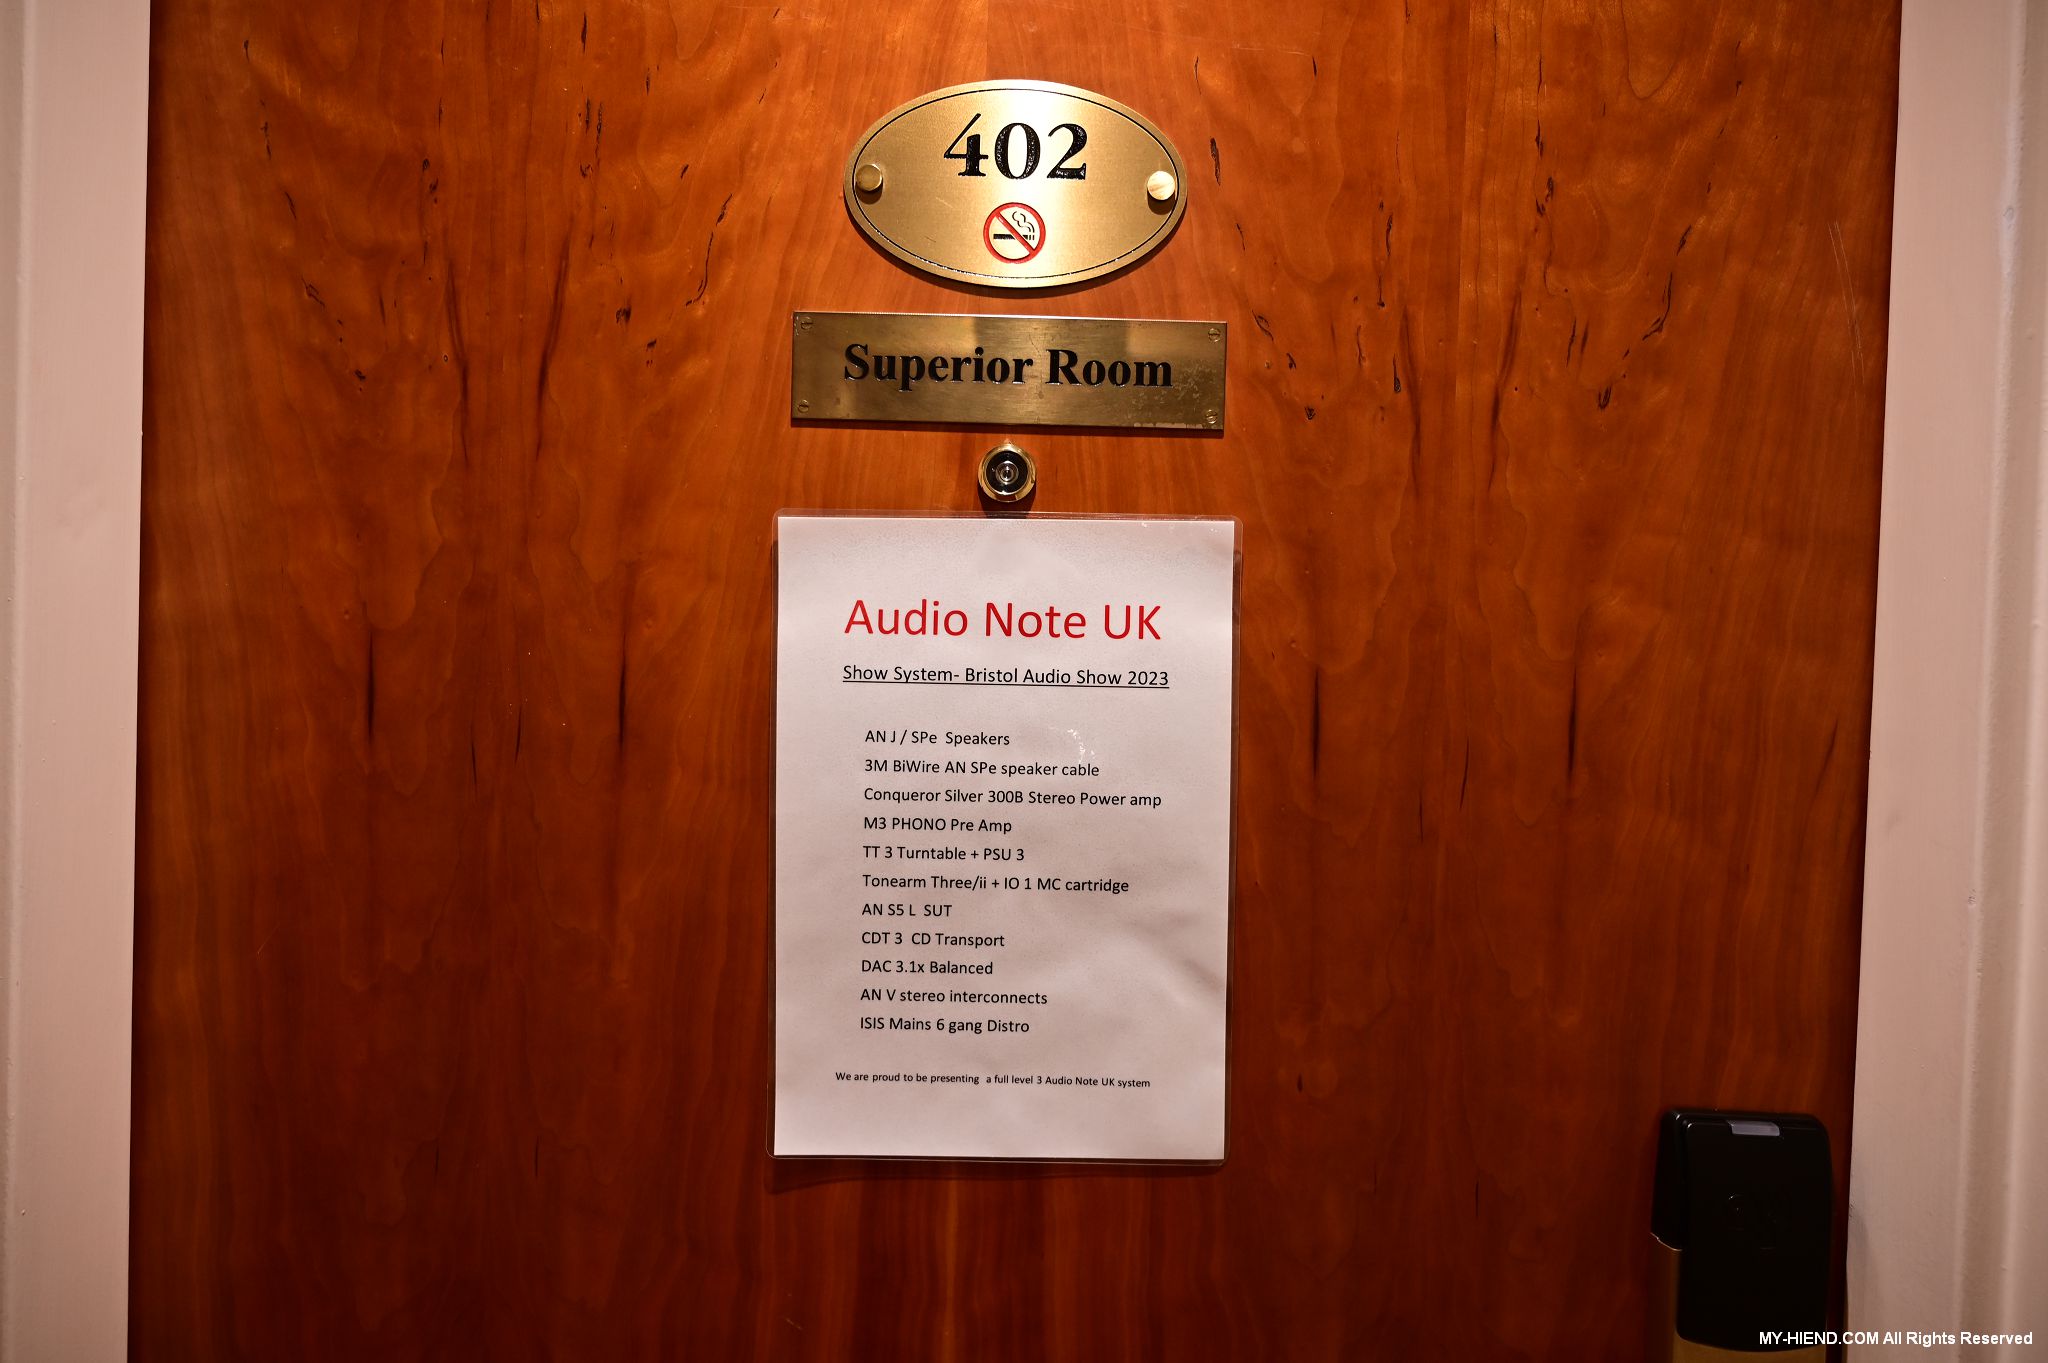 402
Superior Room
Audio Note UK
Show System- Bristol Audio Show 2023
AN J / SPe Speakers
3M BiWire AN SPe speaker cable
Conqueror Silver 300B Stereo Power amp
M3 PHONO Pre Amp
TT 3 Turntable + PSU 3
Tonearm Three/ii + IO 1 MC cartridge
AN S5 L SUT
CDT 3 CD Transport
DAC 3.1x Balanced
AN V stereo interconnects
ISIS Mains 6 gang Distro
We are proud to be presenting a full level 3 Audio Note UK system
MY-HIEND.COM All Rights Reserved